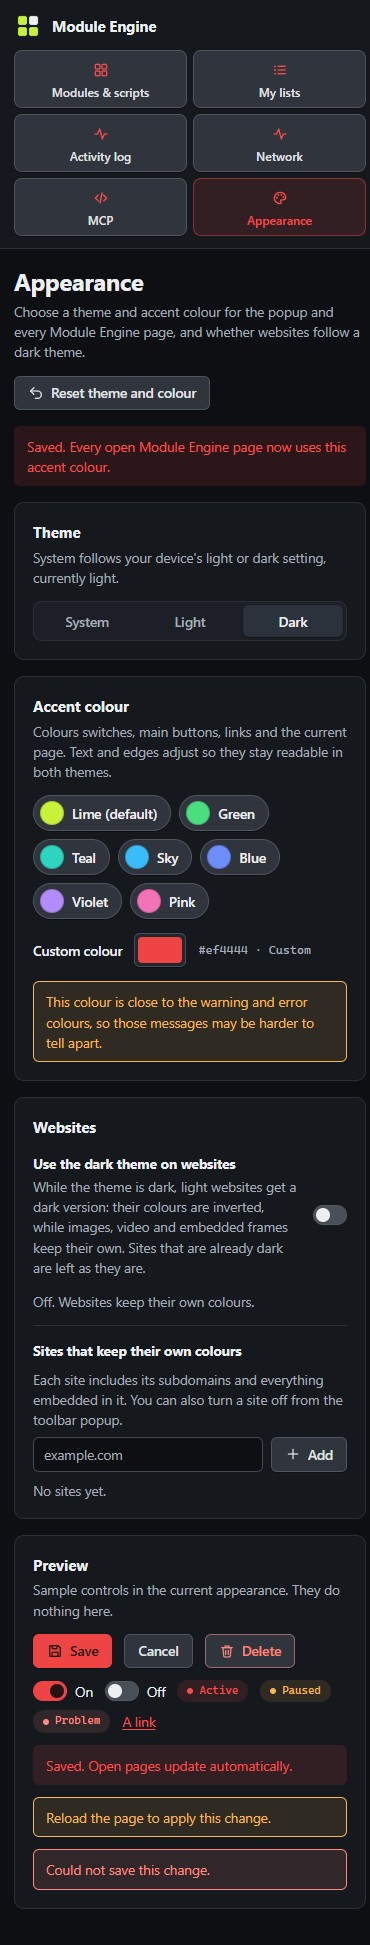 Module Engine
Modules & scripts
My lists
Activity log
Network
MCP
Appearance
Appearance
Choose a theme and accent colour for the popup and
every Module Engine page, and whether websites follow a
dark theme.
Reset theme and colour
Saved. Every open Module Engine page now uses this
accent colour.
Theme
System follows your device's light or dark setting,
currently light.
System
Light
Dark
Accent colour
Colours switches, main buttons, links and the current
page. Text and edges adjust so they stay readable in
both themes.
Lime (default)
Green
Teal
Sky
Blue
Violet
Pink
Custom colour
#ef4444 · Custom
This colour is close to the warning and error
colours, so those messages may be harder to
tell apart.
Websites
Use the dark theme on websites
While the theme is dark, light websites get a
dark version: their colours are inverted,
while images, video and embedded frames
keep their own. Sites that are already dark
are left as they are.
Off. Websites keep their own colours.
Sites that keep their own colours
Each site includes its subdomains and everything
embedded in it. You can also turn a site off from the
toolbar popup.
example.com
Add
No sites yet.
Preview
Sample controls in the current appearance. They do
nothing here.
Save
Cancel
Delete
On
Off
Active
Paused
Problem
A link
Saved. Open pages update automatically.
Reload the page to apply this change.
Could not save this change.